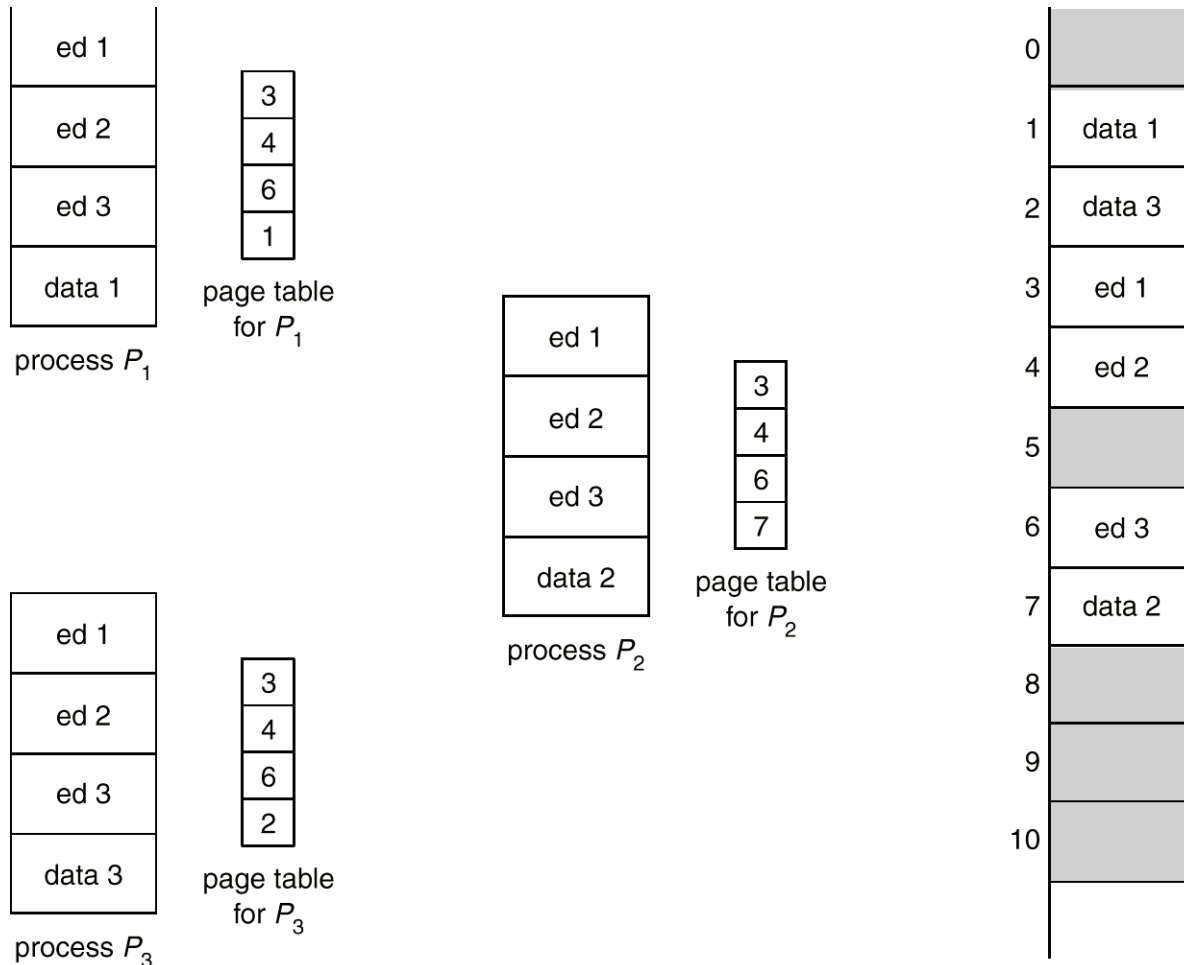 ed 1
ed 2
ed 3
data 1
process P1
3
4
6
1
page table
for P1
ed 1
ed 2
ed 3
data 2
process P2
3
4
6
7
page table
for P2
ed 1
ed 2
ed 3
data 3
process P3
3
4
6
2
page table
for P3
0
1 data 1
2 data 3
3 ed 1
4 ed 2
5
6 ed 3
7 data 2
8
9
10